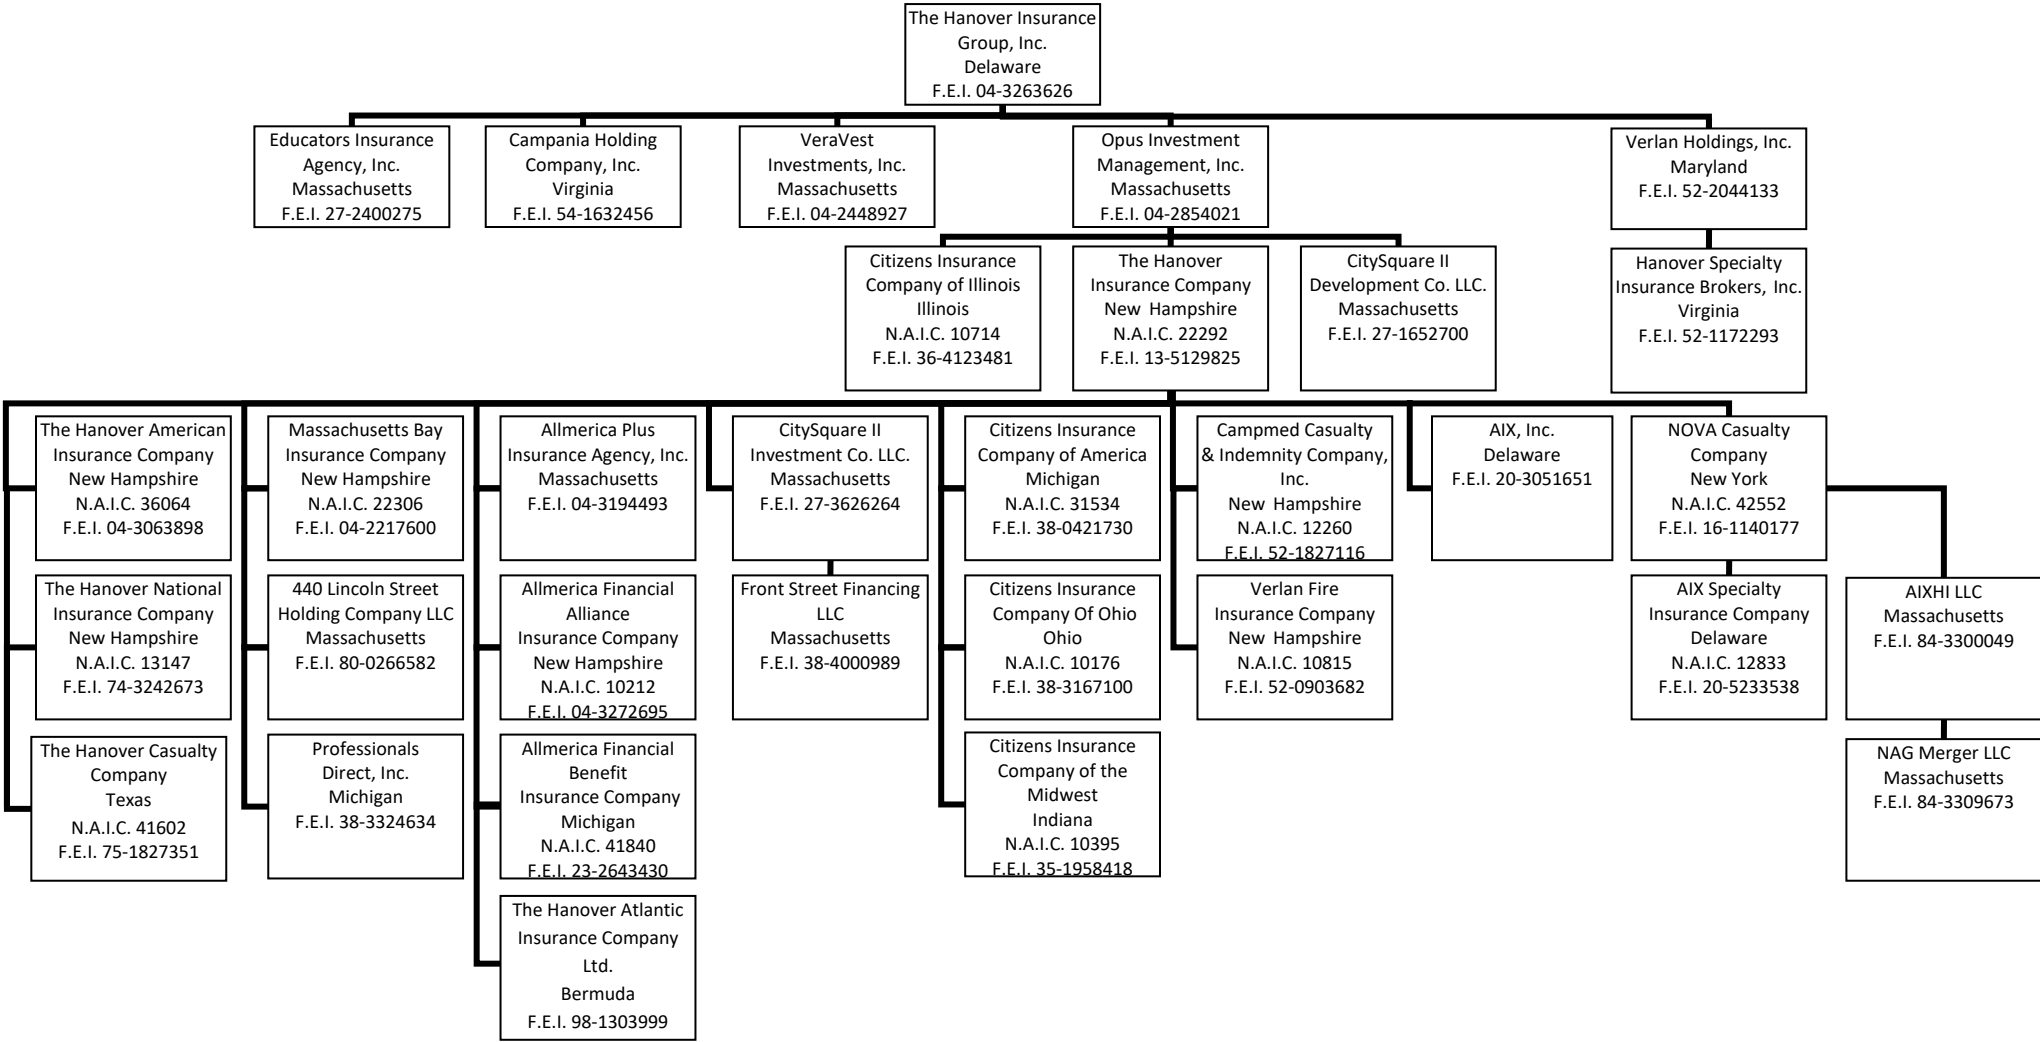 The Hanover Insurance
Group, Inc.
Delaware
F.E.I. 04-3263626
Educators Insurance
Agency, Inc.
Massachusetts
F.E.I. 27-2400275
Campania Holding
Company, Inc.
Virginia
F.E.I. 54-1632456
VeraVest
Investments, Inc.
Massachusetts
F.E.I. 04-2448927
Opus Investment
Management, Inc.
Massachusetts
F.E.I. 04-2854021
Verlan Holdings, Inc.
Maryland
F.E.I. 52-2044133
Citizens Insurance
Company of Illinois
Illinois
N.A.I.C. 10714
F.E.I. 36-4123481
The Hanover
Insurance Company
New Hampshire
N.A.I.C. 22292
F.E.I. 13-5129825
CitySquare II
Development Co. LLC.
Massachusetts
F.E.I. 27-1652700
Hanover Specialty
Insurance Brokers, Inc.
Virginia
F.E.I. 52-1172293
The Hanover American
Insurance Company
New Hampshire
N.A.I.C. 36064
F.E.I. 04-3063898
Massachusetts Bay
Insurance Company
New Hampshire
N.A.I.C. 22306
F.E.I. 04-2217600
Allmerica Plus
Insurance Agency, Inc.
Massachusetts
F.E.I. 04-3194493
CitySquare II
Investment Co. LLC.
Massachusetts
F.E.I. 27-3626264
Citizens Insurance
Company of America
Michigan
N.A.I.C. 31534
F.E.I. 38-0421730
Campmed Casualty
& Indemnity Company,
Inc.
New Hampshire
N.A.I.C. 12260
F.E.I. 52-1827116
AIX, Inc.
Delaware
F.E.I. 20-3051651
NOVA Casualty
Company
New York
N.A.I.C. 42552
F.E.I. 16-1140177
The Hanover National
Insurance Company
New Hampshire
N.A.I.C. 13147
F.E.I. 74-3242673
440 Lincoln Street
Holding Company LLC
Massachusetts
F.E.I. 80-0266582
Allmerica Financial
Alliance
Insurance Company
New Hampshire
N.A.I.C. 10212
F.E.I. 04-3272695
Front Street Financing
LLC
Massachusetts
F.E.I. 38-4000989
Citizens Insurance
Company Of Ohio
Ohio
N.A.I.C. 10176
F.E.I. 38-3167100
Verlan Fire
Insurance Company
New Hampshire
N.A.I.C. 10815
F.E.I. 52-0903682
AIX Specialty
Insurance Company
Delaware
N.A.I.C. 12833
F.E.I. 20-5233538
AIXHI LLC
Massachusetts
F.E.I. 84-3300049
The Hanover Casualty
Company
Texas
N.A.I.C. 41602
F.E.I. 75-1827351
Professionals
Direct, Inc.
Michigan
F.E.I. 38-3324634
Allmerica Financial
Benefit
Insurance Company
Michigan
N.A.I.C. 41840
F.E.I. 23-2643430
Citizens Insurance
Company of the
Midwest
Indiana
N.A.I.C. 10395
F.E.I. 35-1958418
NAG Merger LLC
Massachusetts
F.E.I. 84-3309673
The Hanover Atlantic
Insurance Company
Ltd.
Bermuda
F.E.I. 98-1303999